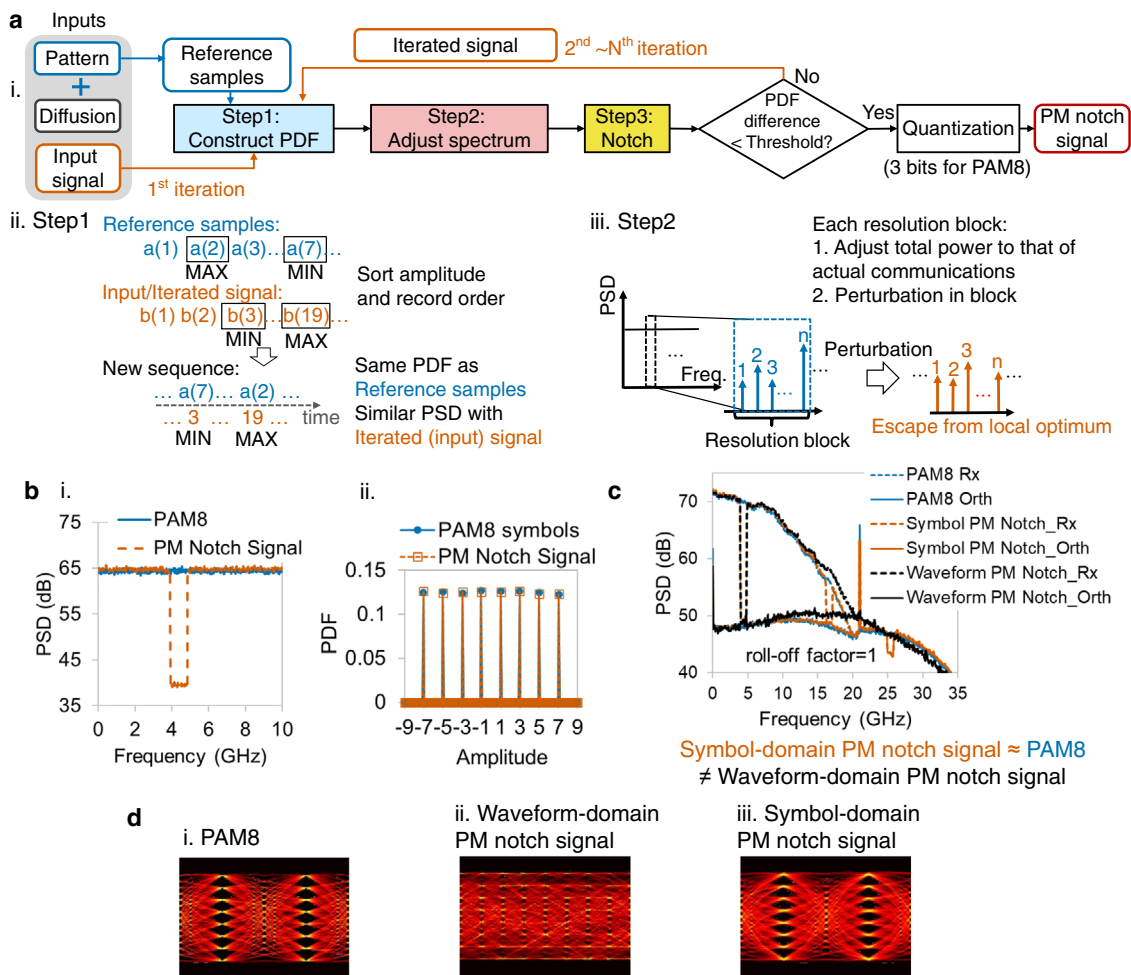 a
Inputs
Pattern
+
Diffusion
Input
signal
i.
Reference
samples
Iterated signal
2nd ~Nth iteration
1st iteration
Step1:
Construct PDF
Step2:
Adjust spectrum
Step3:
Notch
No
PDF
difference
< Threshold?
Yes
Quantization
(3 bits for PAM8)
PM notch
signal
ii. Step1
Reference samples:
a(1) a(2) a(3)... a(7)...
MAX MIN
Input/Iterated signal:
b(1) b(2) b(3)... b(19)...
MIN MAX
Sort amplitude
and record order
New sequence:
... a(7) ... a(2) ...
time
... 3 ... 19 ...
MIN MAX
Same PDF as
Reference samples
Similar PSD with
Iterated (input) signal
iii. Step2
Each resolution block:
1. Adjust total power to that of
actual communications
2. Perturbation in block
PSD
...
Freq.
1 2 3 ... n ...
Resolution block
Perturbation
... 1 2 3 ... n ...
Escape from local optimum
b
i.
PAM8
PM Notch Signal
PSD (dB)
75
65
55
45
35
0 2 4 6 8 10
Frequency (GHz)
ii.
PAM8 symbols
PM Notch Signal
PDF
0.15
0.1
0.05
0
-9 -7 -5 -3 -1 1 3 5 7 9
Amplitude
c
PAM8 Rx
PAM8 Orth
Symbol PM Notch_Rx
Symbol PM Notch_Orth
Waveform PM Notch_Rx
Waveform PM Notch_Orth
PSD (dB)
70
60
50
40
roll-off factor=1
0 5 10 15 20 25 30 35
Frequency (GHz)
Symbol-domain PM notch signal ≈ PAM8
≠ Waveform-domain PM notch signal
d
i. PAM8
ii. Waveform-domain
PM notch signal
iii. Symbol-domain
PM notch signal